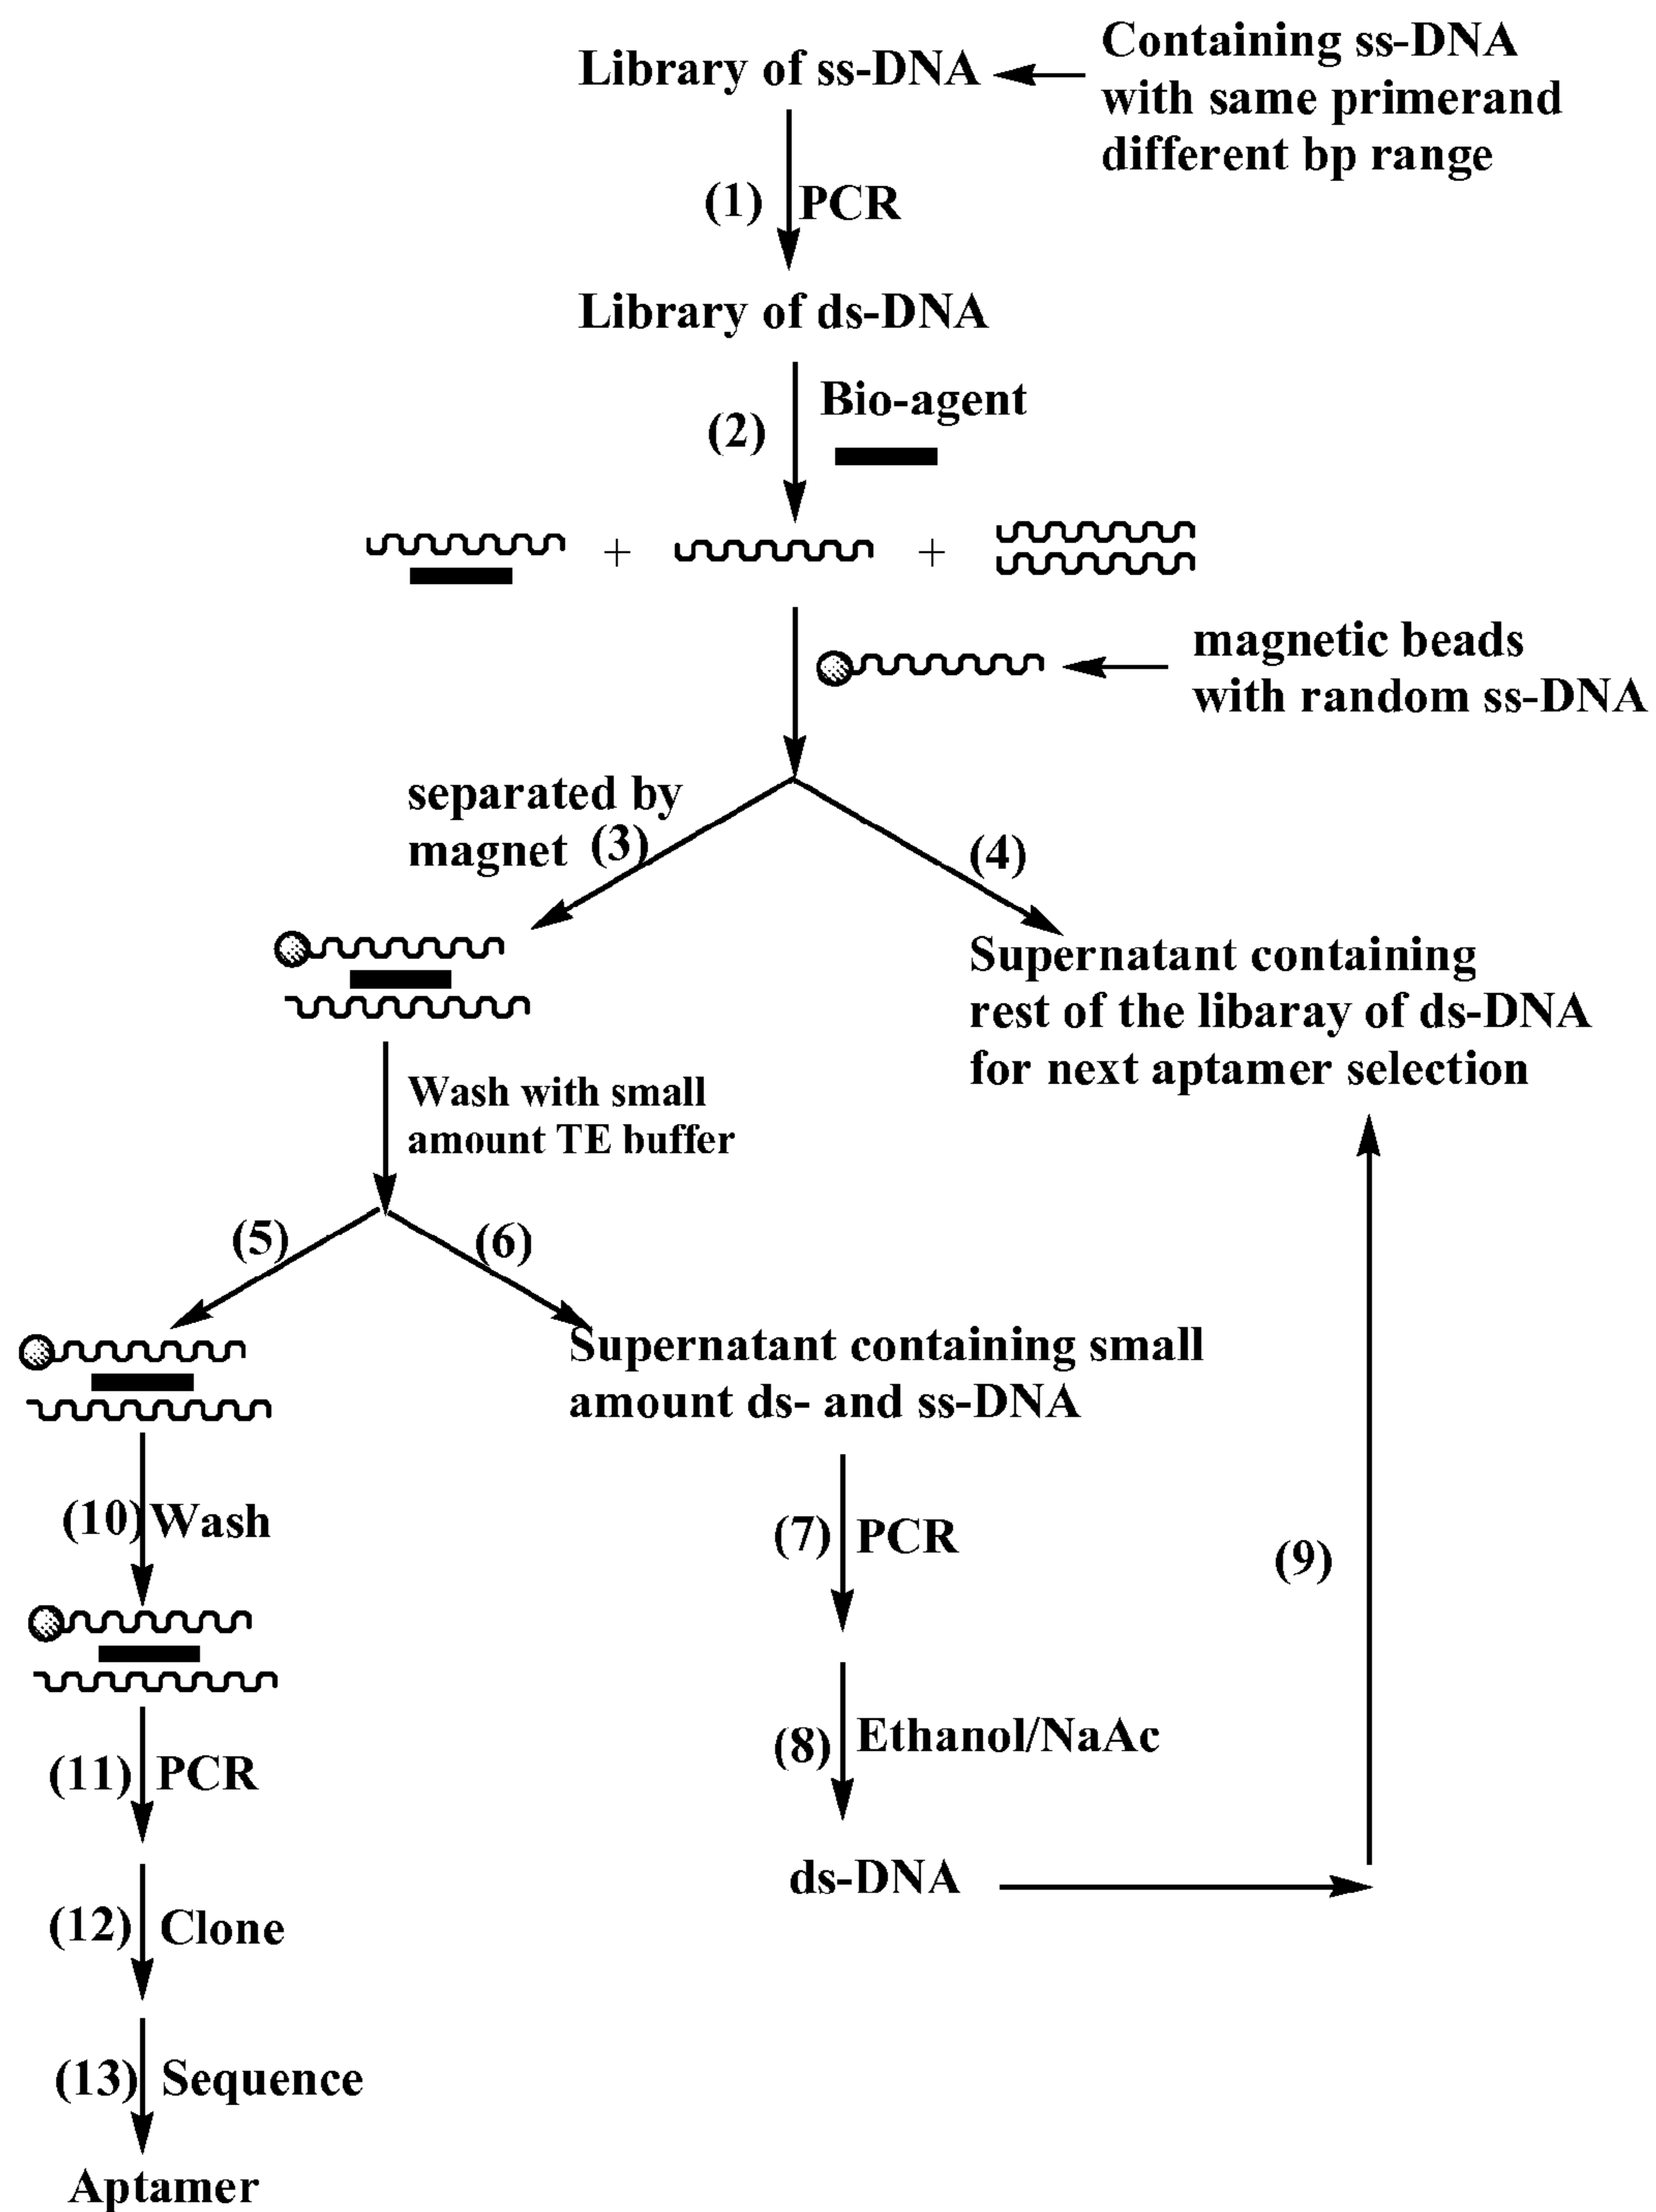 Library of ss-DNA
Containing ss-DNA
with same primerand
different bp range
(1) PCR
Library of ds-DNA
Bio-agent
(2)
+ +
magnetic beads
with random ss-DNA
separated by
magnet (3)
(4)
Supernatant containing
rest of the libaray of ds-DNA
for next aptamer selection
Wash with small
amount TE buffer
(5)
(6)
Supernatant containing small
amount ds- and ss-DNA
(10) Wash
(7) PCR
(9)
(8) Ethanol/NaAc
(11) PCR
ds-DNA
(12) Clone
(13) Sequence
Aptamer